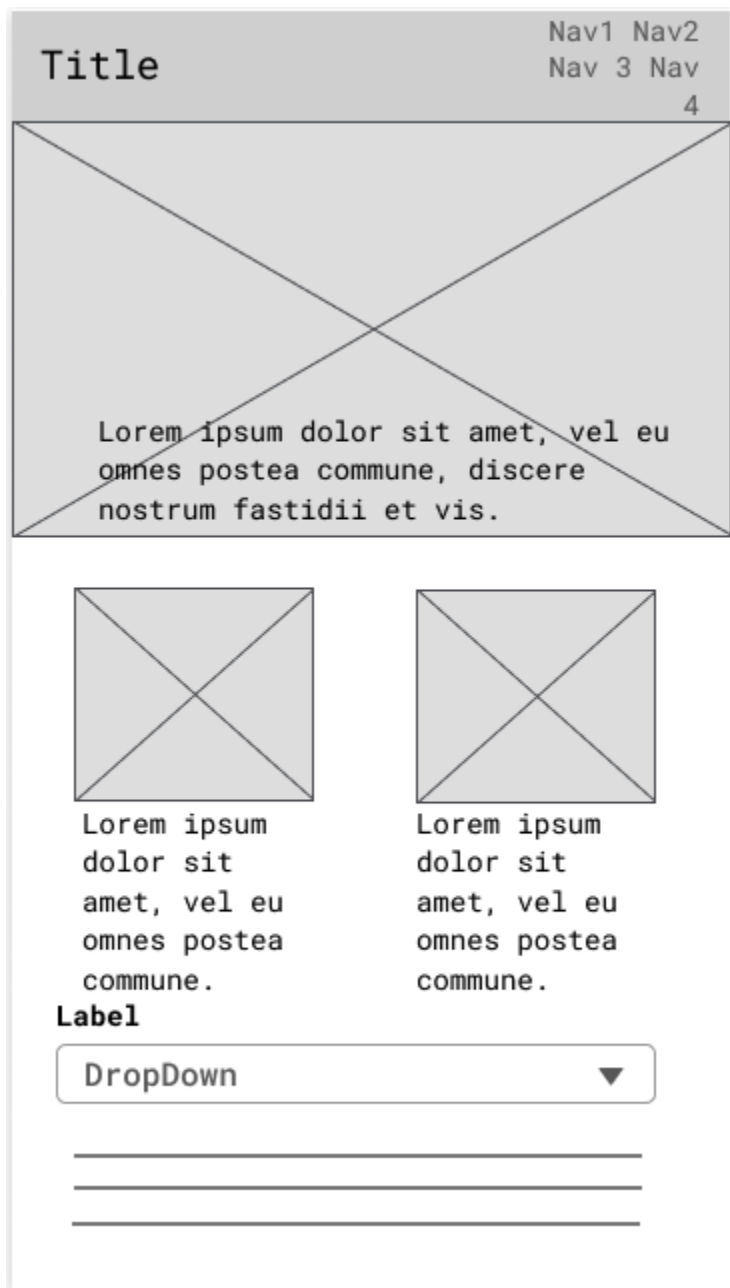 Title
Nav1 Nav2
Nav 3 Nav
4
Lorem ipsum dolor sit amet, vel eu
omnes postea commune, discere
nostrum fastidii et vis.
Lorem ipsum
dolor sit
amet, vel eu
omnes postea
commune.
Lorem ipsum
dolor sit
amet, vel eu
omnes postea
commune.
Label
DropDown